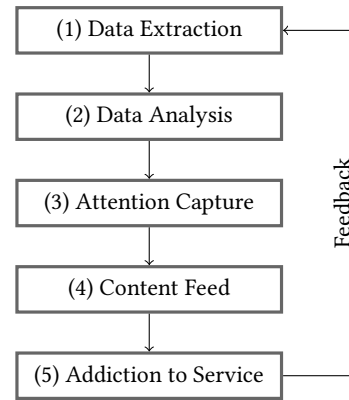 (1) Data Extraction
(2) Data Analysis
(3) Attention Capture
(4) Content Feed
(5) Addiction to Service
Feedback